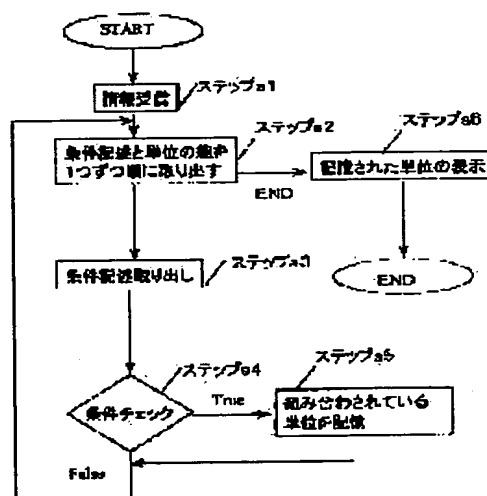 START
ステップa1
情報受信
ステップa2
条件記述と単位の組を
1つずつ順に取り出す
END
ステップa6
記憶された単位の表示
END
ステップa3
条件記述取り出し
ステップa4
条件チェック
True
False
ステップa5
組み合わされている
単位を記憶